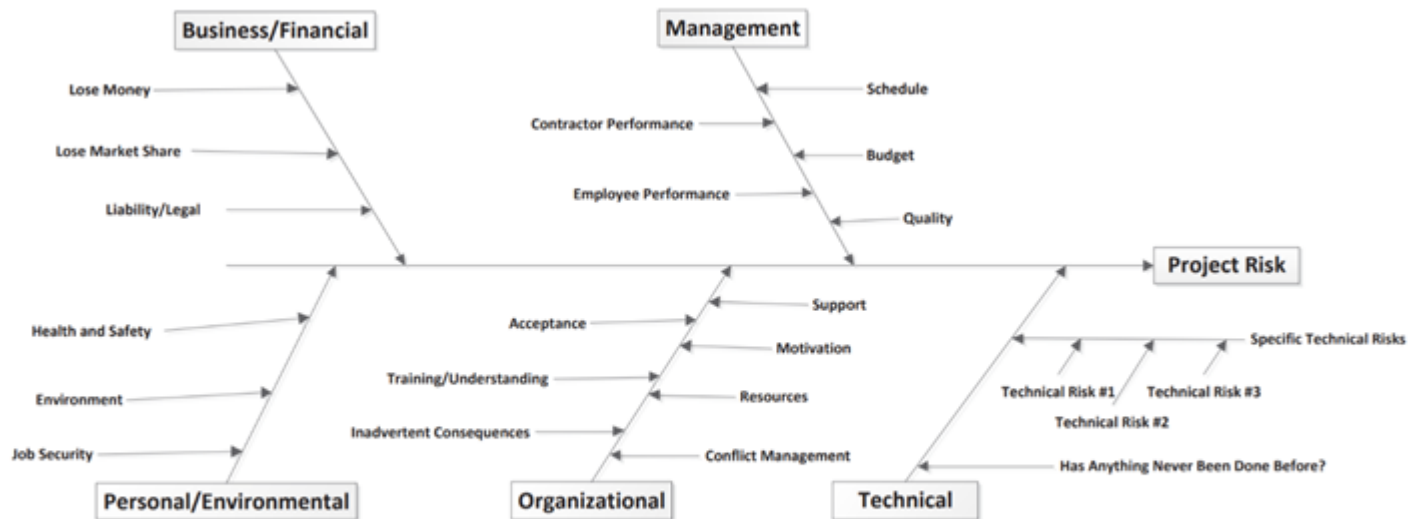 Business/Financial
Management
Lose Money
Schedule
Contractor Performance
Lose Market Share
Budget
Employee Performance
Liability/Legal
Quality
Project Risk
Support
Health and Safety
Acceptance
Specific Technical Risks
Motivation
Training/Understanding
Technical Risk #1
Technical Risk #3
Environment
Resources
Technical Risk #2
Inadvertent Consequences
Job Security
Conflict Management
Has Anything Never Been Done Before?
Personal/Environmental
Organizational
Technical